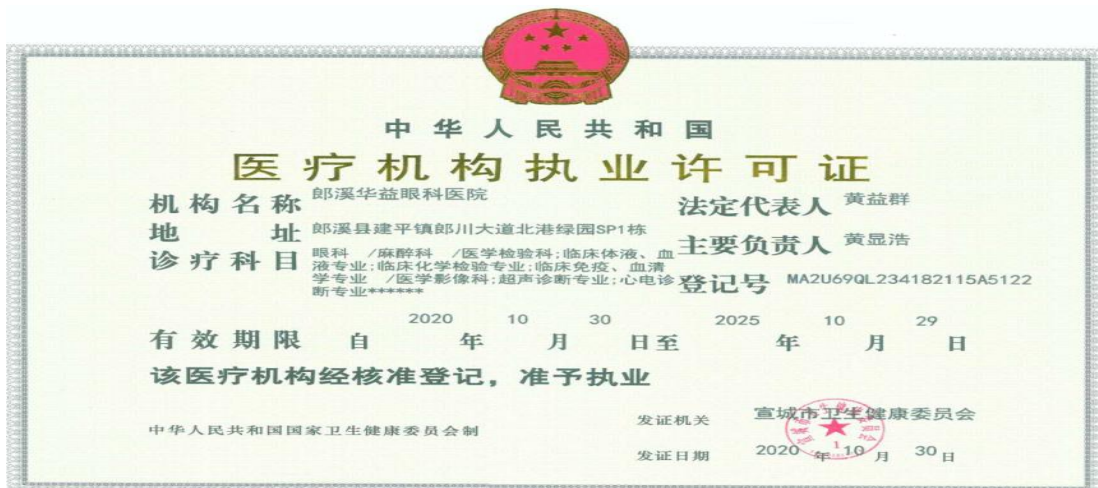 中华人民共和国
医疗机构执业许可证
机构名称 郎溪华益眼科医院 法定代表人 黄益群
地址 郎溪县建平镇郎川大道北港绿园SP1栋 主要负责人 黄显浩
诊疗科目 眼科 /麻醉科 /医学检验科;临床体液、血
液专业;临床化学检验专业;临床免疫、血清
学专业 /医学影像科;超声诊断专业;心电诊
断专业******
登记号 MA2U69QL234182115A5122
有效期限 自 2020 年 10 月 30 日至 2025 年 10 月 29 日
该医疗机构经核准登记，准予执业
发证机关 宣城市卫生健康委员会
中华人民共和国国家卫生健康委员会制
发证日期 2020 年 10 月 30 日